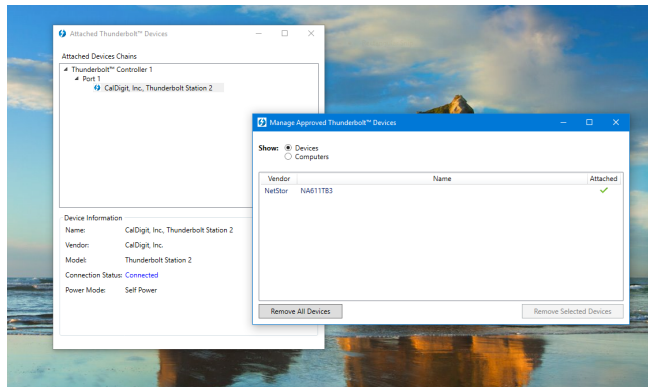 Attached Thunderbolt™ Devices
Attached Devices Chains
Thunderbolt™ Controller 1
Port 1
CalDigit, Inc, Thunderbolt Station 2
Device Information
Name: CalDigit, Inc., Thunderbolt Station 2
Vendor: CalDigit, Inc.
Model: Thunderbolt Station 2
Connection Status: Connected
Power Mode: Self Power
Manage Approved Thunderbolt™ Devices
Show: Devices
Computers
Vendor Name Attached
NetStor NA611TB3
Remove All Devices Remove Selected Devices